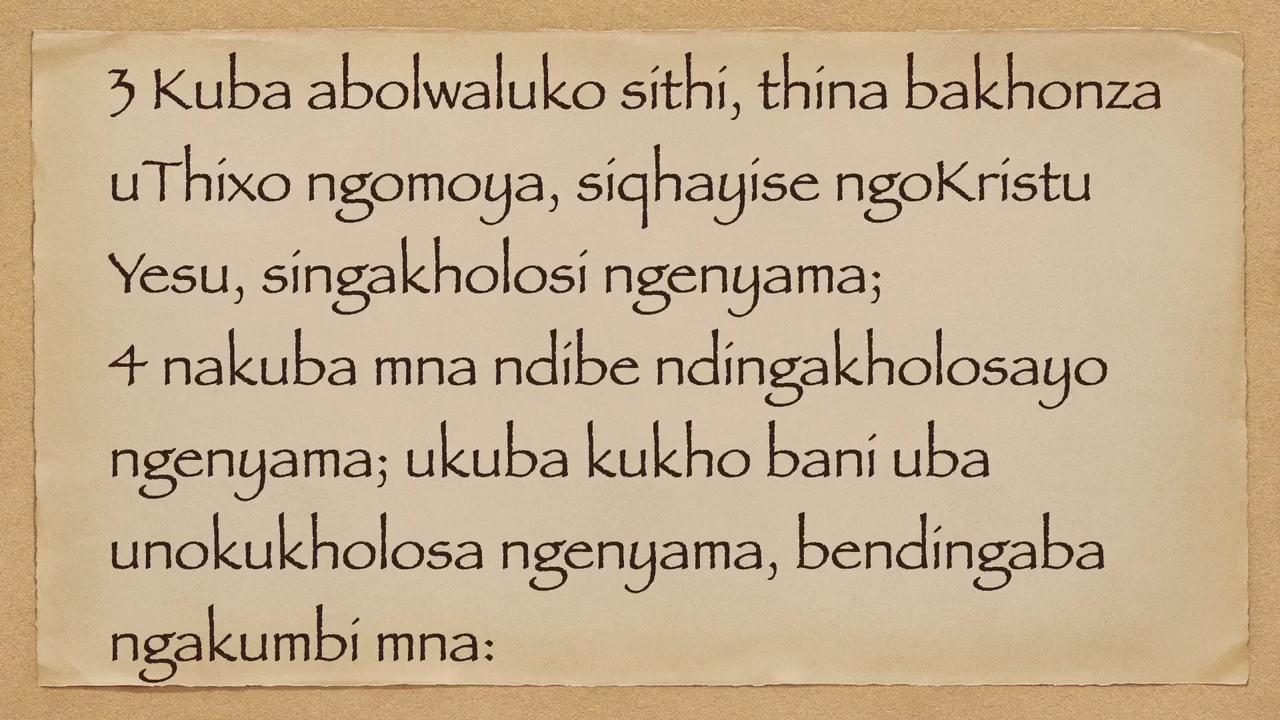 3 Kuba abolwaluko sithi, thina bakhonza
uThixo ngomoya, siqhayise ngoKristu
Yesu, singakholosi ngenyama;
4 nakuba mna ndibe ndingakholosayo
ngenyama; ukuba kukho bani uba
unokukholosa ngenyama, bendingaba
ngakumbi mna: